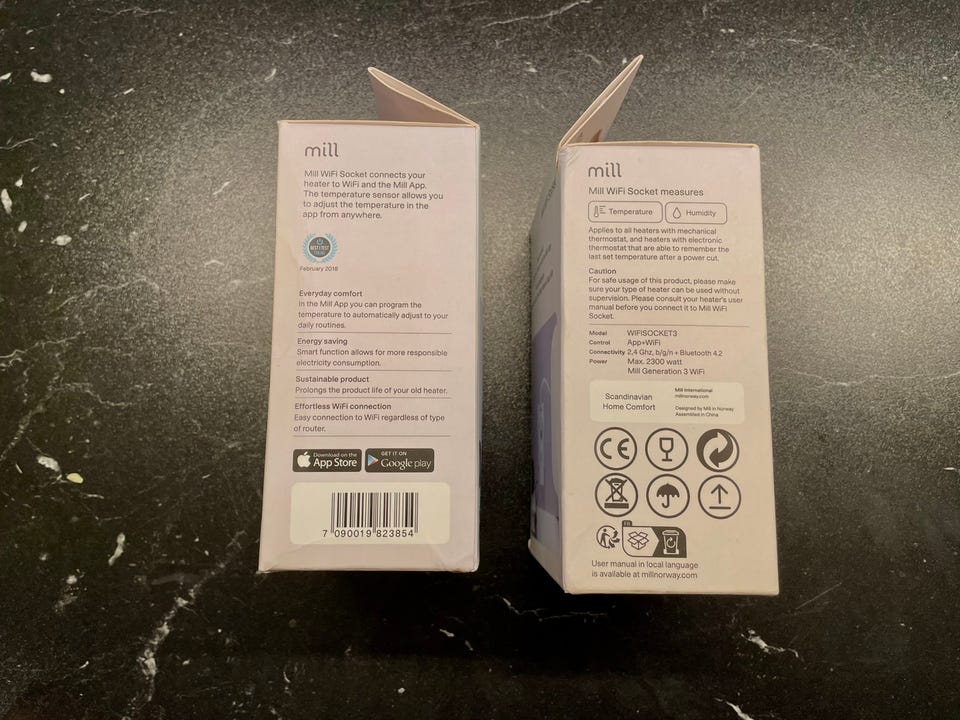 mill
Mill WiFi Socket connects your
heater to WiFi and the Mill App.
The temperature sensor allows you
to adjust the temperature in the
app from anywhere.
February 2018
Everyday comfort
In the Mill App you can program the
temperature to automatically adjust to your
daily routines.
Energy saving
Smart function allows for more responsible
electricity consumption.
Sustainable product
Prolongs the product life of your old heater.
Effortless WiFi connection
Easy connection to WiFi regardless of type
of router.
Download on the
App Store
GET IT ON
Google play
7 090019 823854
mill
Mill WiFi Socket measures
Temperature
Humidity
Applies to all heaters with mechanical
thermostat, and heaters with electronic
thermostat that are able to remember the
last set temperature after a power cut.
Caution
For safe usage of this product, please make
sure your type of heater can be used without
supervision. Please consult your heater's user
manual before you connect it to Mill WiFi
Socket.
Model WIFISOCKET3
Control App+WiFi
Connectivity 2,4 Ghz, b/g/n + Bluetooth 4.2
Power Max. 2300 watt
Mill Generation 3 WiFi
Scandinavian
Home Comfort
Mill International
millnorway.com
Designed by Mill in Norway
Assembled in China
CE
FR
User manual in local language
is available at millnorway.com